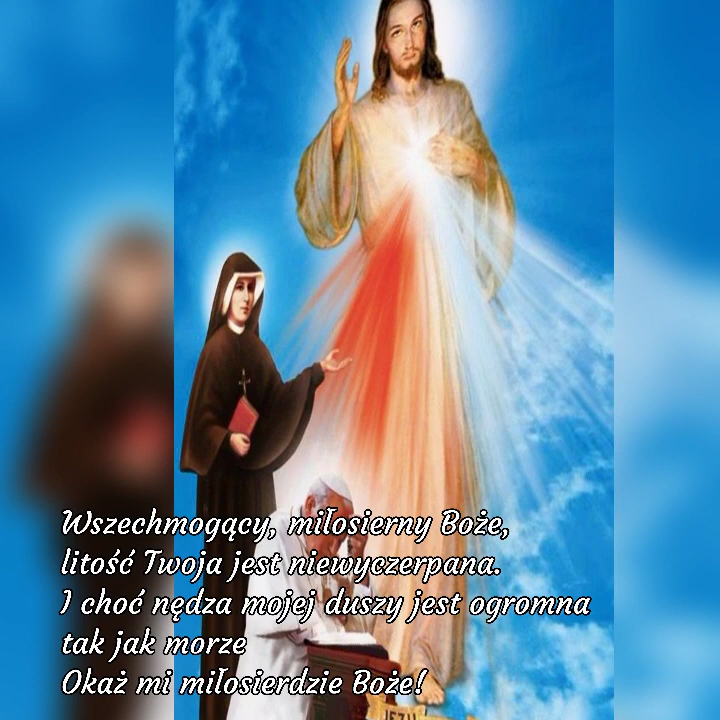 Wszechmogący, miłosierny Boże,
litość Twoja jest niewyczerpana.
I choć nędza mojej duszy jest ogromna
tak jak morze
Okaż mi miłosierdzie Boże!
JEZU